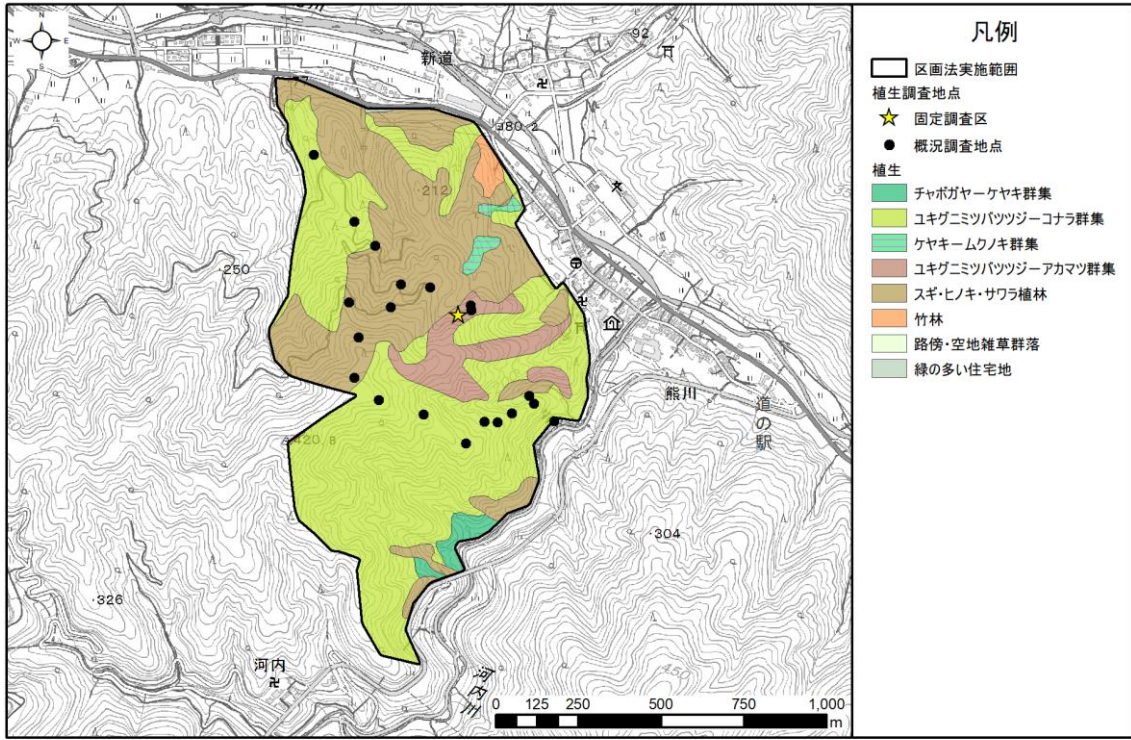 N
W
E
S
新道
92
77
380.2
212
250
420.8
熊川
道の駅
304
326
河内
河内川
450
0 125 250 500 750 1,000
m
凡例
区画法実施範囲
植生調査地点
固定調査区
概況調査地点
植生
チャボガヤーケヤキ群集
ユキグニミツバツツジーコナラ群集
ケヤキームクノキ群集
ユキグニミツバツツジーアカマツ群集
スギ・ヒノキ・サワラ植林
竹林
路傍・空地雑草群落
緑の多い住宅地